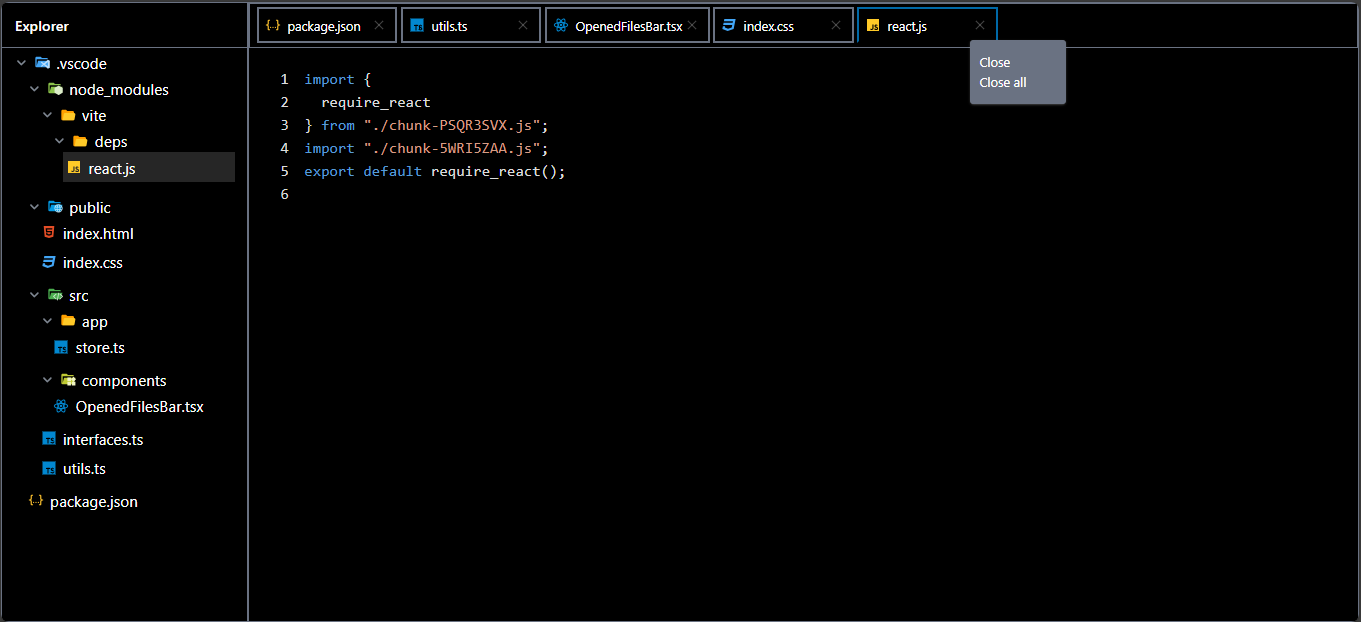 Explorer
.vscode
node_modules
vite
deps
react.js
public
index.html
index.css
src
app
store.ts
components
OpenedFilesBar.tsx
interfaces.ts
utils.ts
package.json
package.json
utils.ts
OpenedFilesBar.tsx
index.css
react.js
Close
Close all
1 import {
2 require_react
3 } from "./chunk-PSQR3SVX.js";
4 import "./chunk-5WRI5ZAA.js";
5 export default require_react();
6